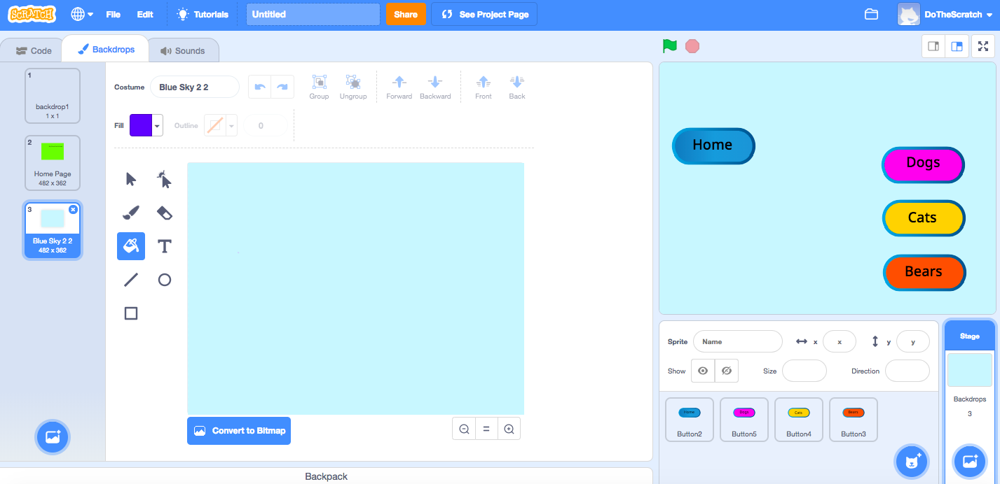 SCRATCH File Edit Tutorials Untitled Share See Project Page DoTheScratch
Code Backdrops Sounds
1
backdrop1
1 x 1
2
Home Page
482 x 362
3
Blue Sky 2 2
482 x 362
Costume Blue Sky 2 2 Group Ungroup Forward Backward Front Back
Fill Outline 0
T
Convert to Bitmap
Backpack
Home
Dogs
Cats
Bears
Sprite Name x x y y
Show Size Direction
Home Dogs Cats Bears
Button2 Button5 Button4 Button3
Stage
Backdrops
3